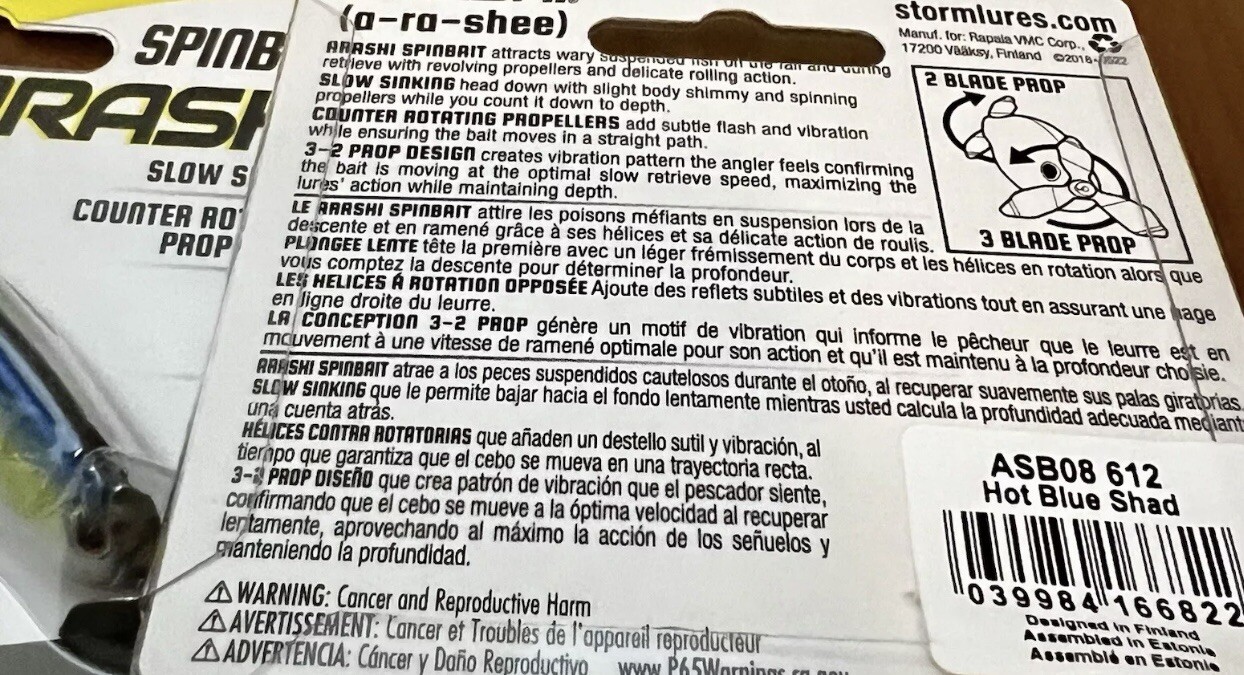 SPINB
RASH
SLOW S
COUNTER RO
PROP
(a-ra-shee)
ARASHI SPINBAIT attracts wary suspended fish on the fall and during
retrieve with revolving propellers and delicate rolling action.
SLOW SINKING head down with slight body shimmy and spinning
propellers while you count it down to depth.
COUNTER ROTATING PROPELLERS add subtle flash and vibration
while ensuring the bait moves in a straight path.
3-2 PROP DESIGN creates vibration pattern the angler feels confirming
the bait is moving at the optimal slow retrieve speed, maximizing the
lures' action while maintaining depth.
LE ARASHI SPINBAIT attire les poisons méfiants en suspension lors de la
descente et en ramené grâce à ses hélices et sa délicate action de roulis.
PLONGEE LENTE tête la première avec un léger frémissement du corps et les hélices en rotation alors que
vous comptez la descente pour déterminer la profondeur.
LES HELICES Á ROTATION OPPOSÉE Ajoute des reflets subtiles et des vibrations tout en assurant une nage
en ligne droite du leurre.
LA CONCEPTION 3-2 PROP génère un motif de vibration qui informe le pêcheur que le leurre est en
mouvement à une vitesse de ramené optimale pour son action et qu'il est maintenu à la profondeur choisie.
ARASHI SPINBAIT atrae a los peces suspendidos cautelosos durante el otoño, al recuperar suavemente sus palas giratorias.
SLOW SINKING que le permite bajar hacia el fondo lentamente mientras usted calcula la profundidad adecuada mediant
una cuenta atrás.
HÉLICES CONTRA ROTATORIAS que añaden un destello sutil y vibración, al
tiempo que garantiza que el cebo se mueva en una trayectoria recta.
3-2 PROP DISEÑO que crea patrón de vibración que el pescador siente,
confirmando que el cebo se mueve a la óptima velocidad al recuperar
lentamente, aprovechando al máximo la acción de los señuelos y
manteniendo la profundidad.
⚠ WARNING: Cancer and Reproductive Harm
⚠ AVERTISSEMENT: Cancer et Troubles de l'appareil reproducteur
⚠ ADVERTENCIA: Cáncer y Daño Reproductivo www.P65Warnings.ca.gov
stormlures.com
Manuf. for: Rapala VMC Corp.,
17200 Vääksy, Finland ©2018-
2 BLADE PROP
3 BLADE PROP
ASB08 612
Hot Blue Shad
039984 166822
Designed in Finland
Assembled in Estonia
Assemblé en Estonie